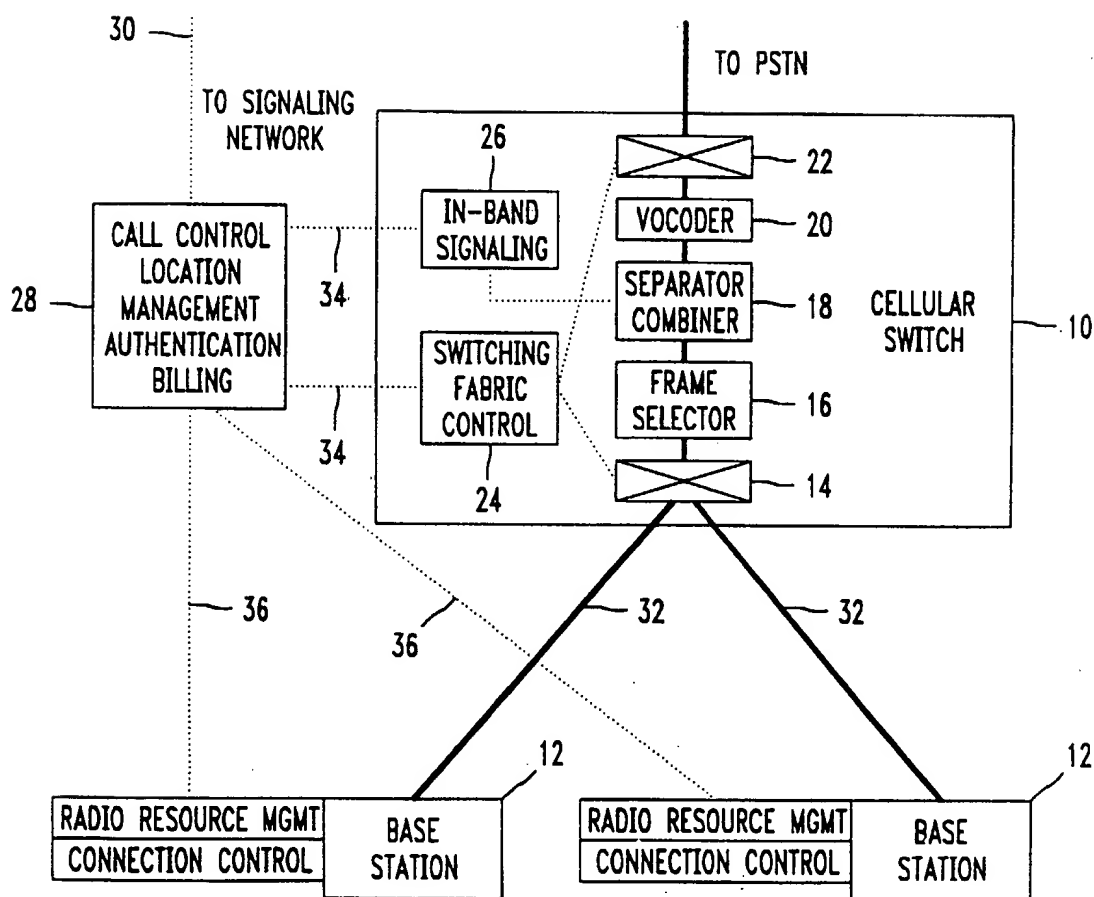 30
TO PSTN
TO SIGNALING
NETWORK
26
22
IN-BAND
SIGNALING
VOCODER
20
CALL CONTROL
LOCATION
MANAGEMENT
AUTHENTICATION
BILLING
28
34
SEPARATOR
COMBINER
18
CELLULAR
SWITCH
10
SWITCHING
FABRIC
CONTROL
FRAME
SELECTOR
16
34
24
14
36
36
32
32
12
12
RADIO RESOURCE MGMT
CONNECTION CONTROL
BASE
STATION
RADIO RESOURCE MGMT
CONNECTION CONTROL
BASE
STATION